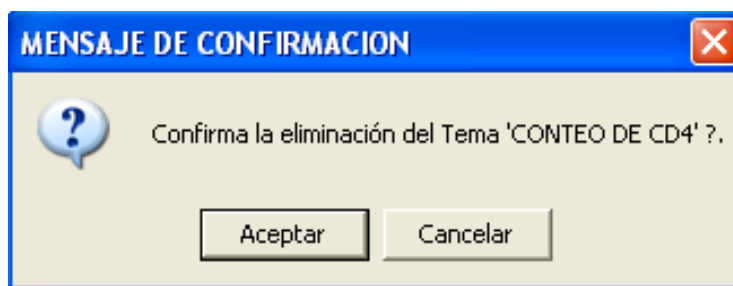 MENSAJE DE CONFIRMACION
Confirma la eliminación del Tema 'CONTEO DE CD4' ?.
Aceptar Cancelar